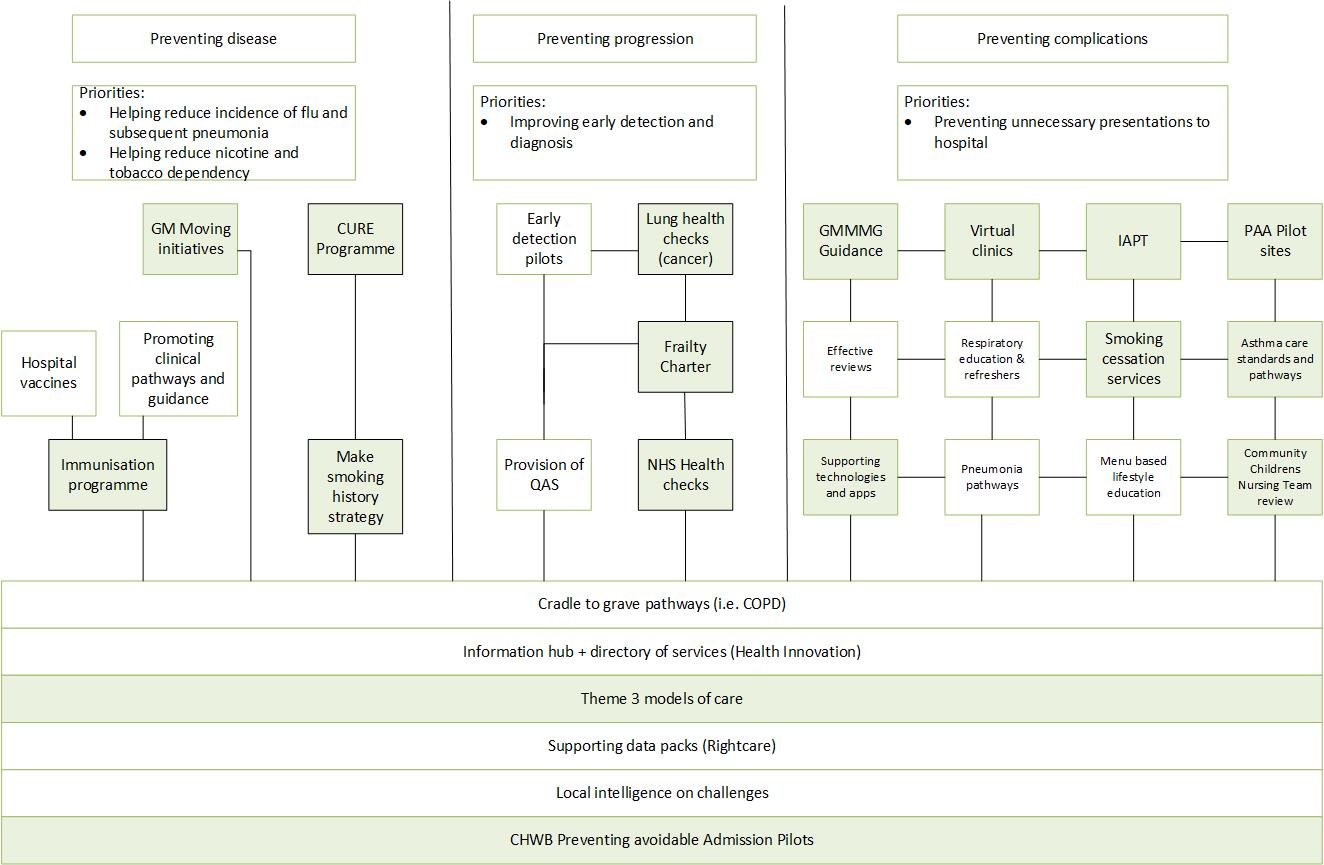 Preventing disease
Priorities:
• Helping reduce incidence of flu and
subsequent pneumonia
• Helping reduce nicotine and
tobacco dependency
GM Moving
initiatives
CURE
Programme
Hospital
vaccines
Promoting
clinical
pathways and
guidance
Immunisation
programme
Make
smoking
history
strategy
Preventing progression
Priorities:
• Improving early detection and
diagnosis
Early
detection
pilots
Lung health
checks
(cancer)
Frailty
Charter
Provision of
QAS
NHS Health
checks
Preventing complications
Priorities:
• Preventing unnecessary presentations to
hospital
GMMMG
Guidance
Virtual
clinics
IAPT
PAA Pilot
sites
Effective
reviews
Respiratory
education &
refreshers
Smoking
cessation
services
Asthma care
standards and
pathways
Supporting
technologies
and apps
Pneumonia
pathways
Menu based
lifestyle
education
Community
Childrens
Nursing Team
review
Cradle to grave pathways (i.e. COPD)
Information hub + directory of services (Health Innovation)
Theme 3 models of care
Supporting data packs (Rightcare)
Local intelligence on challenges
CHWB Preventing avoidable Admission Pilots